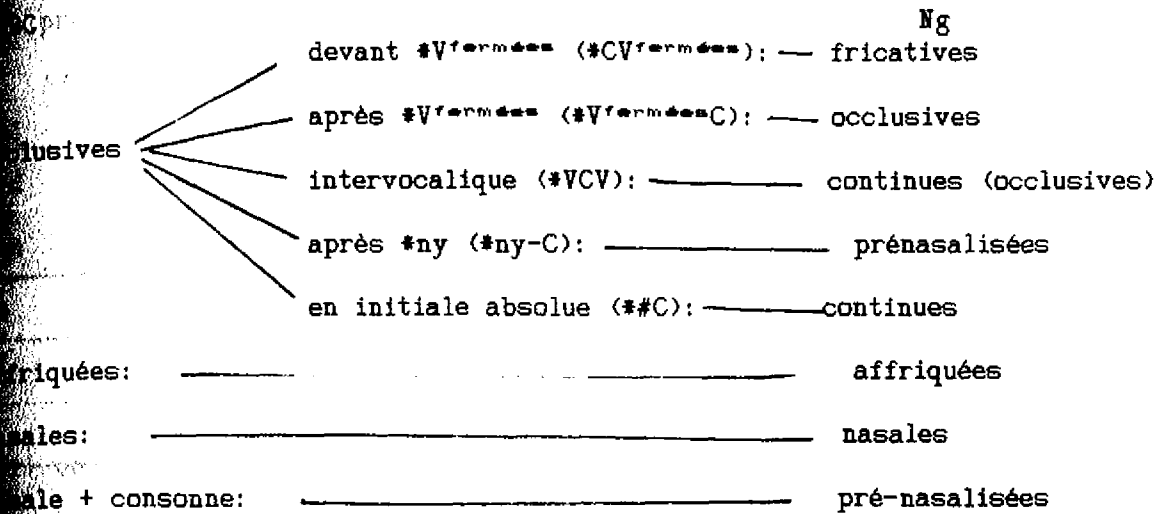 Ng
devant *Vfermées (*CVfermées): fricatives
après *Vfermées (*VferméesC): occlusives
lusives
intervocalique (*VCV): continues (occlusives)
après *ny (*ny-C): prénasalisées
en initiale absolue (*#C): continues
riquées: affriquées
ales: nasales
ale + consonne: pré-nasalisées